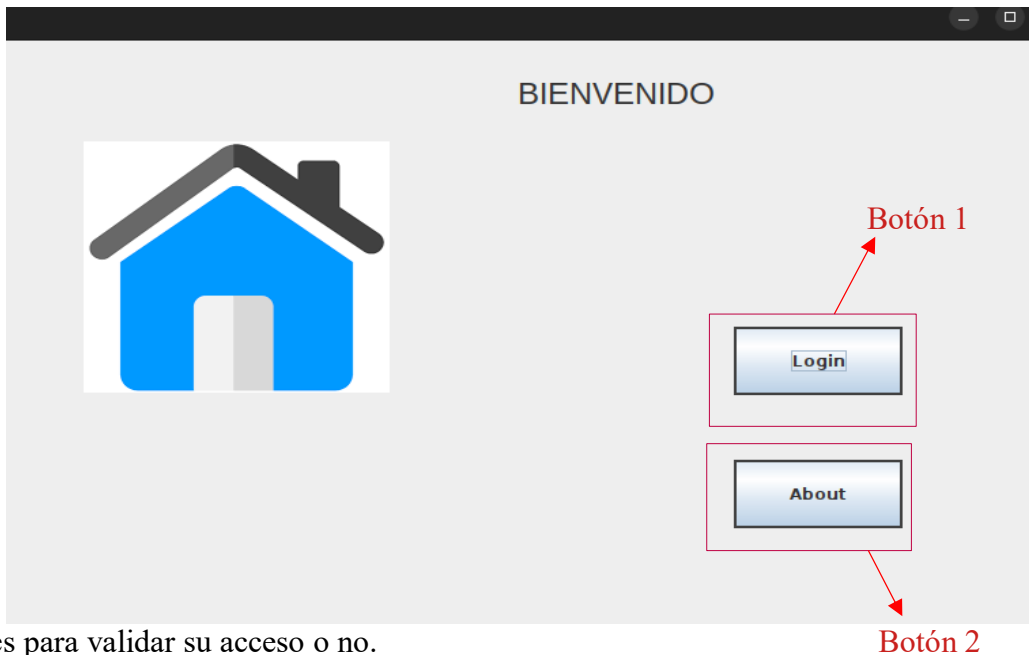 BIENVENIDO
Botón 1
Login
About
es para validar su acceso o no.
Botón 2